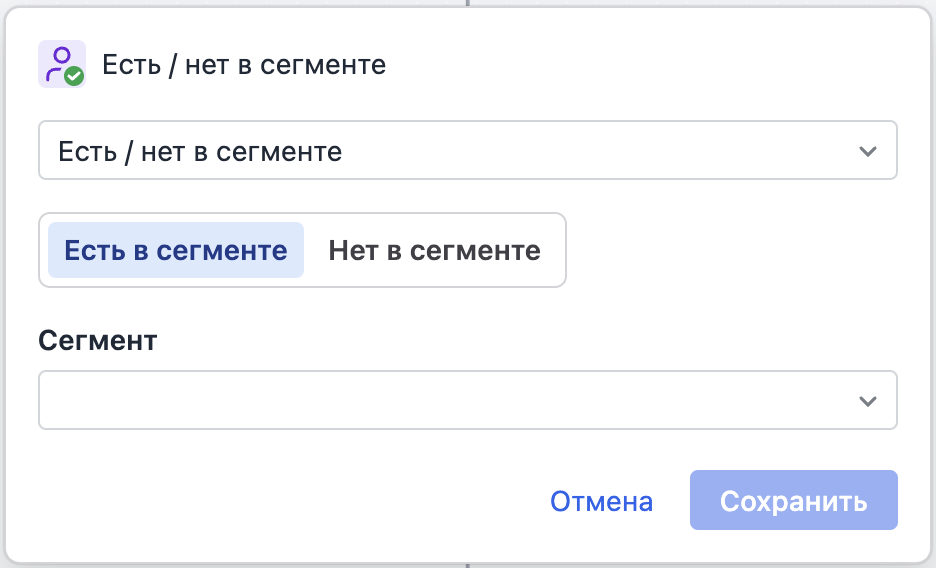 Есть / нет в сегменте
Есть / нет в сегменте
Есть в сегменте Нет в сегменте
Сегмент
Отмена Сохранить